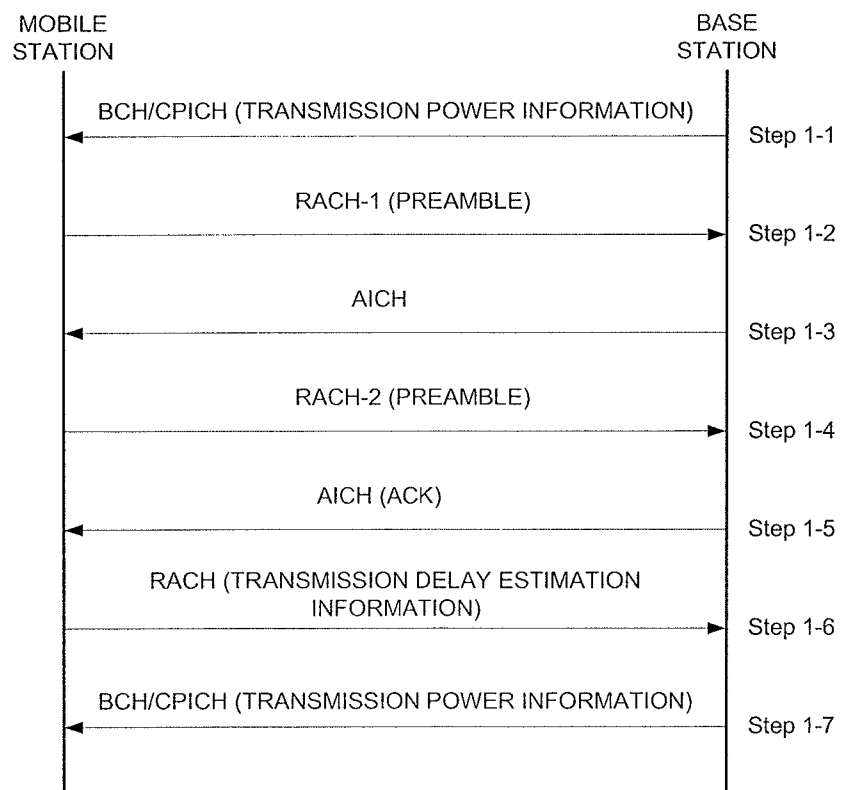 MOBILE
STATION
BASE
STATION
BCH/CPICH (TRANSMISSION POWER INFORMATION)
Step 1-1
RACH-1 (PREAMBLE)
Step 1-2
AICH
Step 1-3
RACH-2 (PREAMBLE)
Step 1-4
AICH (ACK)
Step 1-5
RACH (TRANSMISSION DELAY ESTIMATION
INFORMATION)
Step 1-6
BCH/CPICH (TRANSMISSION POWER INFORMATION)
Step 1-7